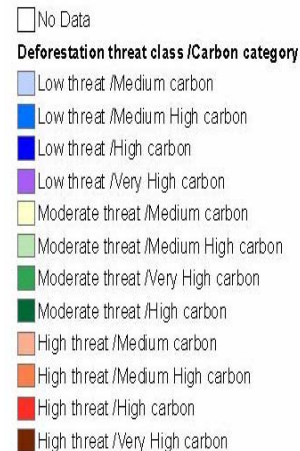 No Data
Deforestation threat class /Carbon category
Low threat /Medium carbon
Low threat /Medium High carbon
Low threat /High carbon
Low threat /Very High carbon
Moderate threat /Medium carbon
Moderate threat /Medium High carbon
Moderate threat /Very High carbon
Moderate threat /High carbon
High threat /Medium carbon
High threat /Medium High carbon
High threat /High carbon
High threat /Very High carbon